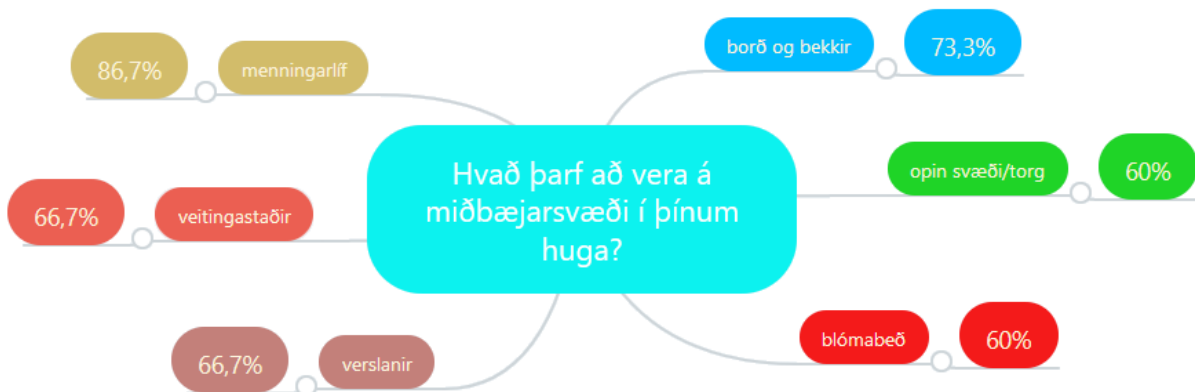 Hvað þarf að vera á
miðbæjarsvæði í þínum
huga?
menningarlíf
86,7%
veitingastaðir
66,7%
verslanir
66,7%
borð og bekkir
73,3%
opin svæði/torg
60%
blómabeð
60%